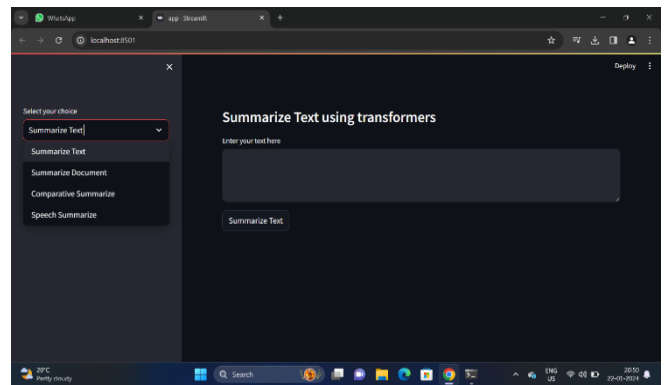 WhatsApp
app · Streamlit
localhost:8501
Deploy
Select your choice
Summarize Text
Summarize Text
Summarize Document
Comparative Summarize
Speech Summarize
Summarize Text using transformers
Enter your text here
Summarize Text
20°C
Partly cloudy
Search
ENG
US
20:50
22-01-2024